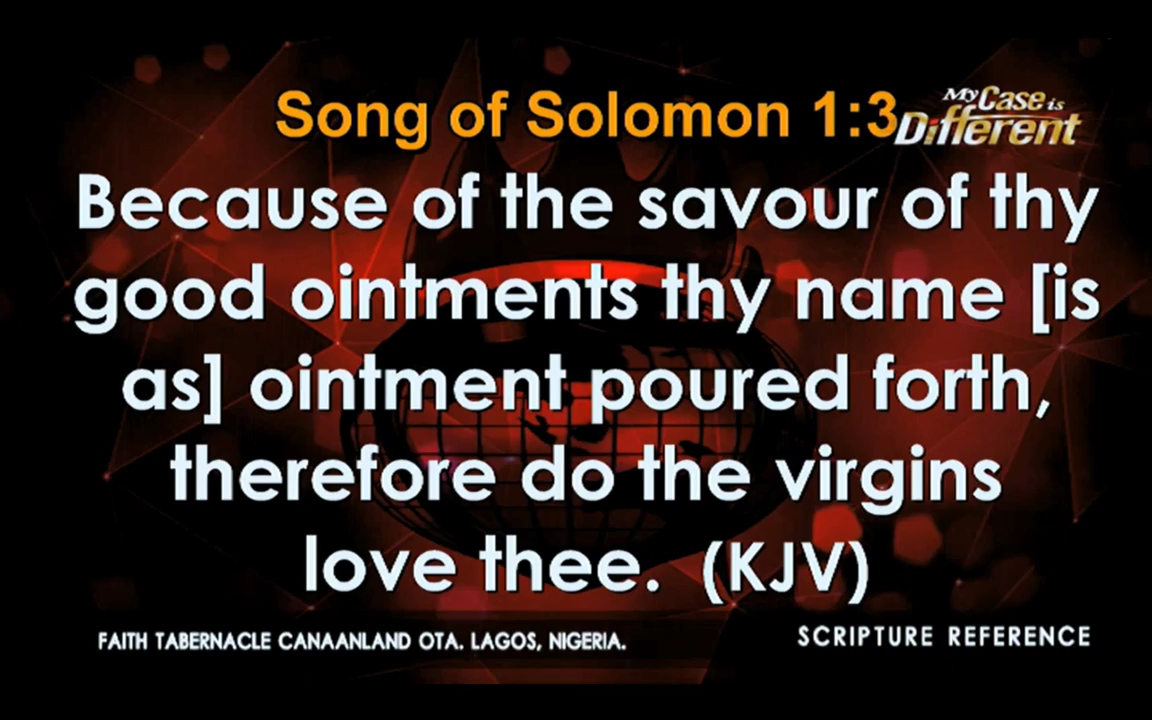 Song of Solomon 1:3
My Case is
Different
Because of the savour of thy
good ointments thy name [is
as] ointment poured forth,
therefore do the virgins
love thee. (KJV)
FAITH TABERNACLE CANAANLAND OTA. LAGOS, NIGERIA.
SCRIPTURE REFERENCE